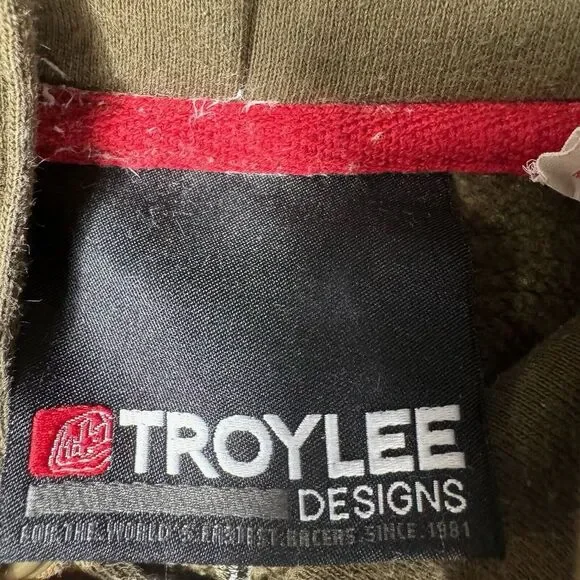 TROYLEE
DESIGNS
FOR THE WORLD'S FASTEST RACERS SINCE 1981